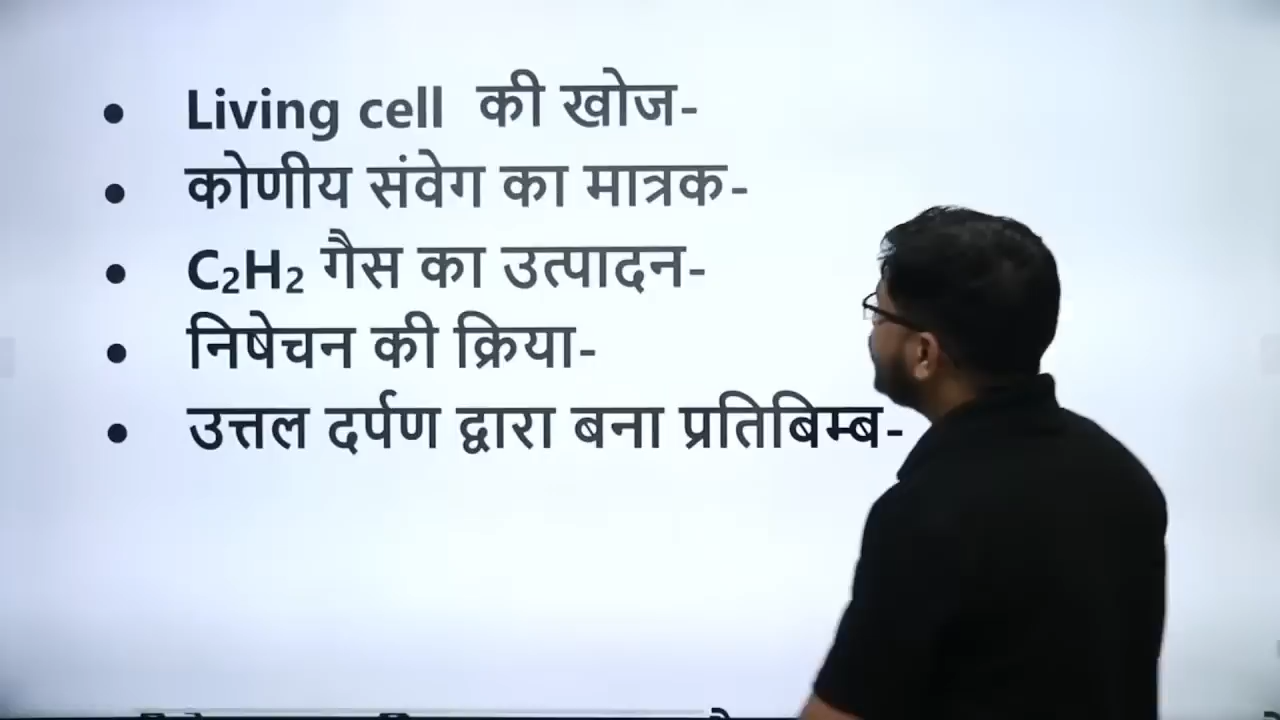 • Living cell की खोज-
• कोणीय संवेग का मात्रक-
• C₂H₂ गैस का उत्पादन-
• निषेचन की क्रिया-
• उत्तल दर्पण द्वारा बना प्रतिबिम्ब-